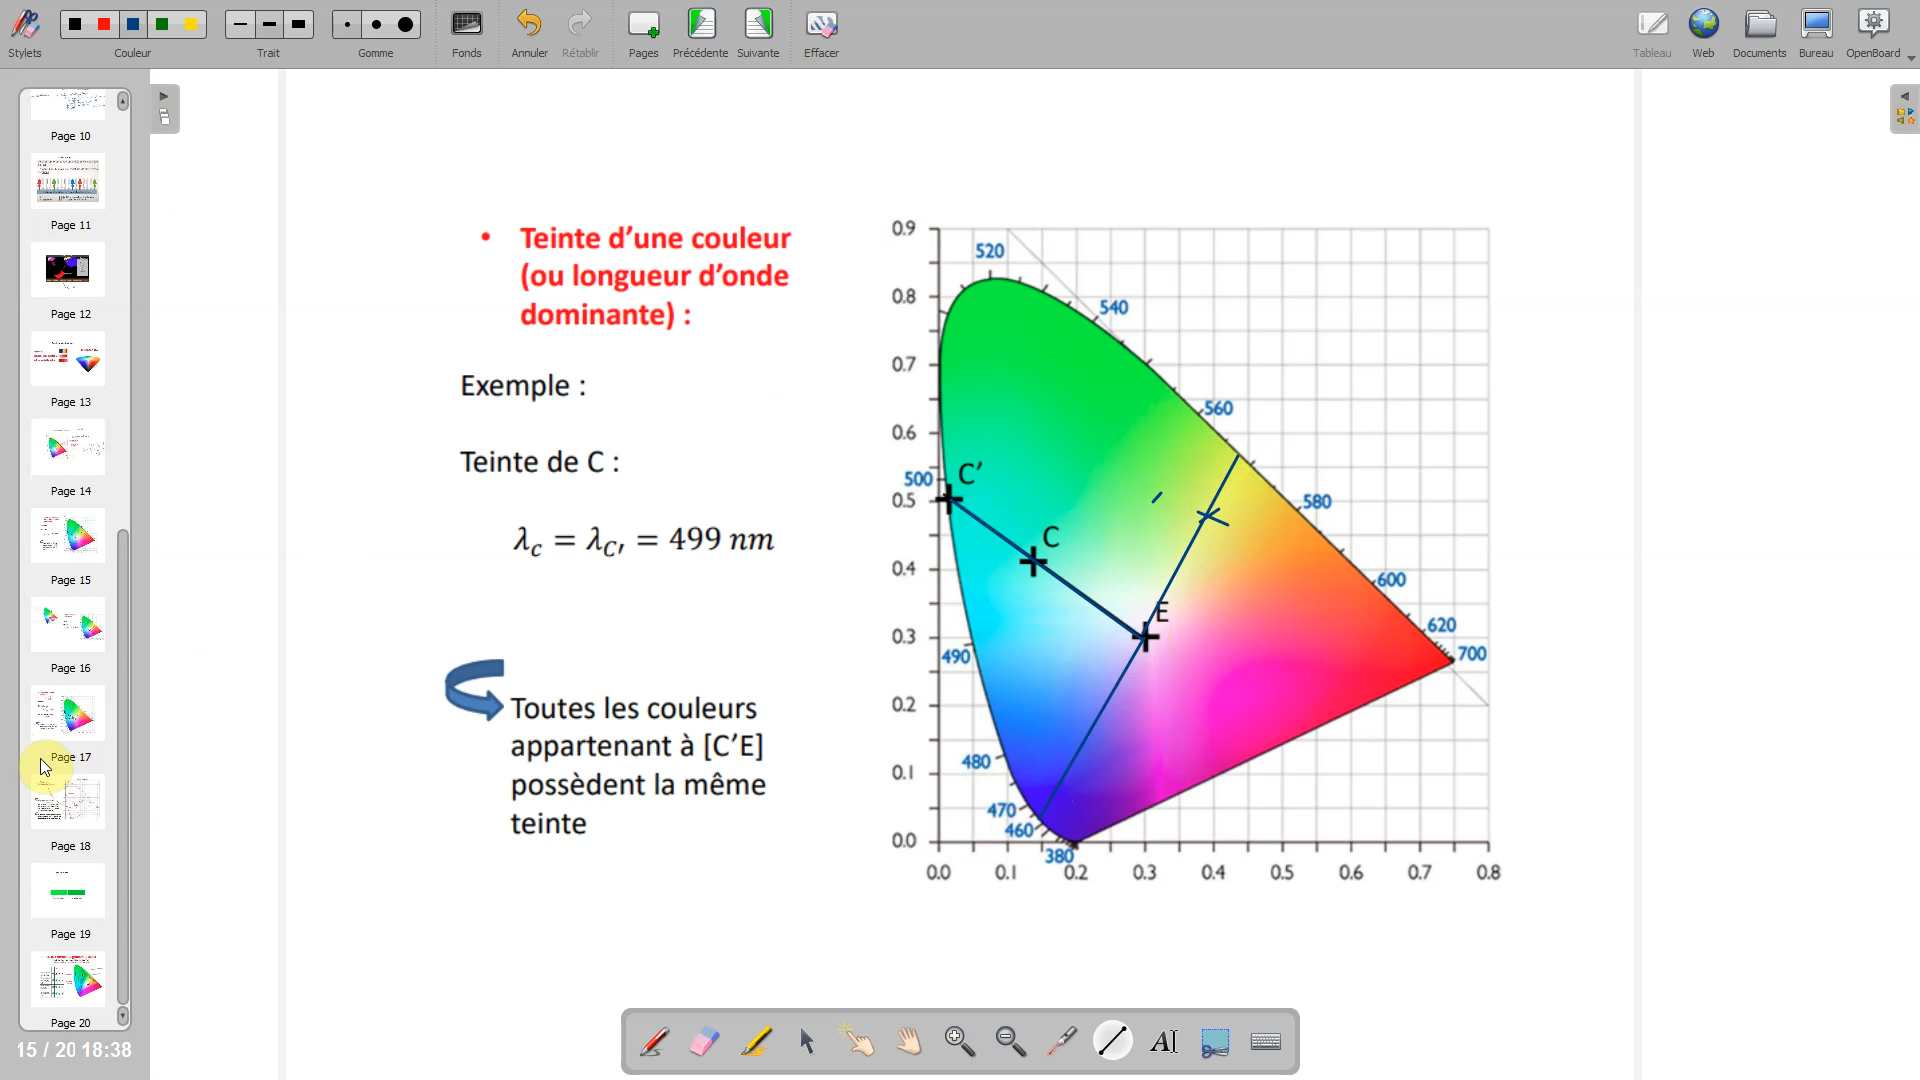 Stylets
Couleur
Trait
Gomme
Fonds
Annuler
Rétablir
Pages
Précédente
Suivante
Effacer
Tableau
Web
Documents
Bureau
OpenBoard
Page 10
Page 11
Page 12
Page 13
Page 14
Page 15
Page 16
Page 17
Page 18
Page 19
Page 20
15 / 20 18:38
• Teinte d’une couleur
(ou longueur d’onde
dominante) :
Exemple :
Teinte de C :
λc = λC′ = 499 nm
Toutes les couleurs
appartenant à [C’E]
possèdent la même
teinte
0.9
0.8
0.7
0.6
0.5
0.4
0.3
0.2
0.1
0.0
0.0 0.1 0.2 0.3 0.4 0.5 0.6 0.7 0.8
520
540
560
580
600
620
700
500
490
480
470
460
380
C’
C
E
AI